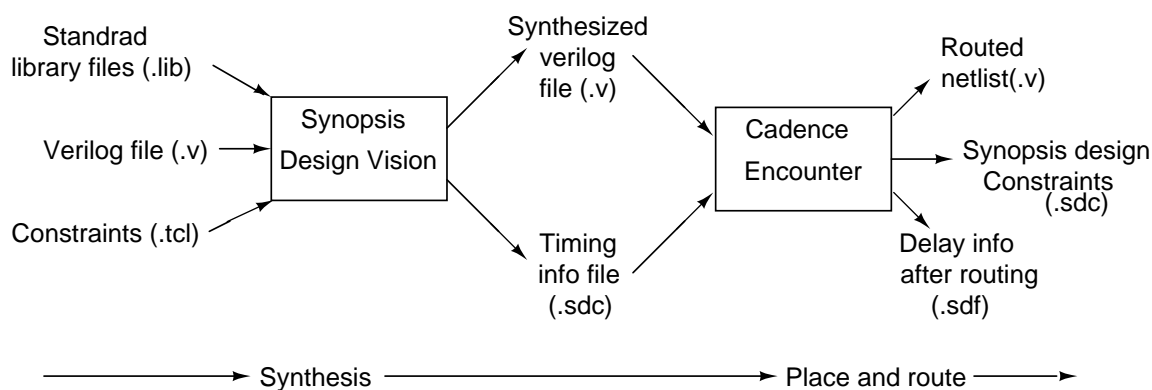 Standrad
library files (.lib)
Verilog file (.v)
Constraints (.tcl)
Synopsis
Design Vision
Synthesized
verilog
file (.v)
Timing
info file
(.sdc)
Cadence
Encounter
Routed
netlist(.v)
Synopsis design
Constraints
(.sdc)
Delay info
after routing
(.sdf)
Synthesis
Place and route